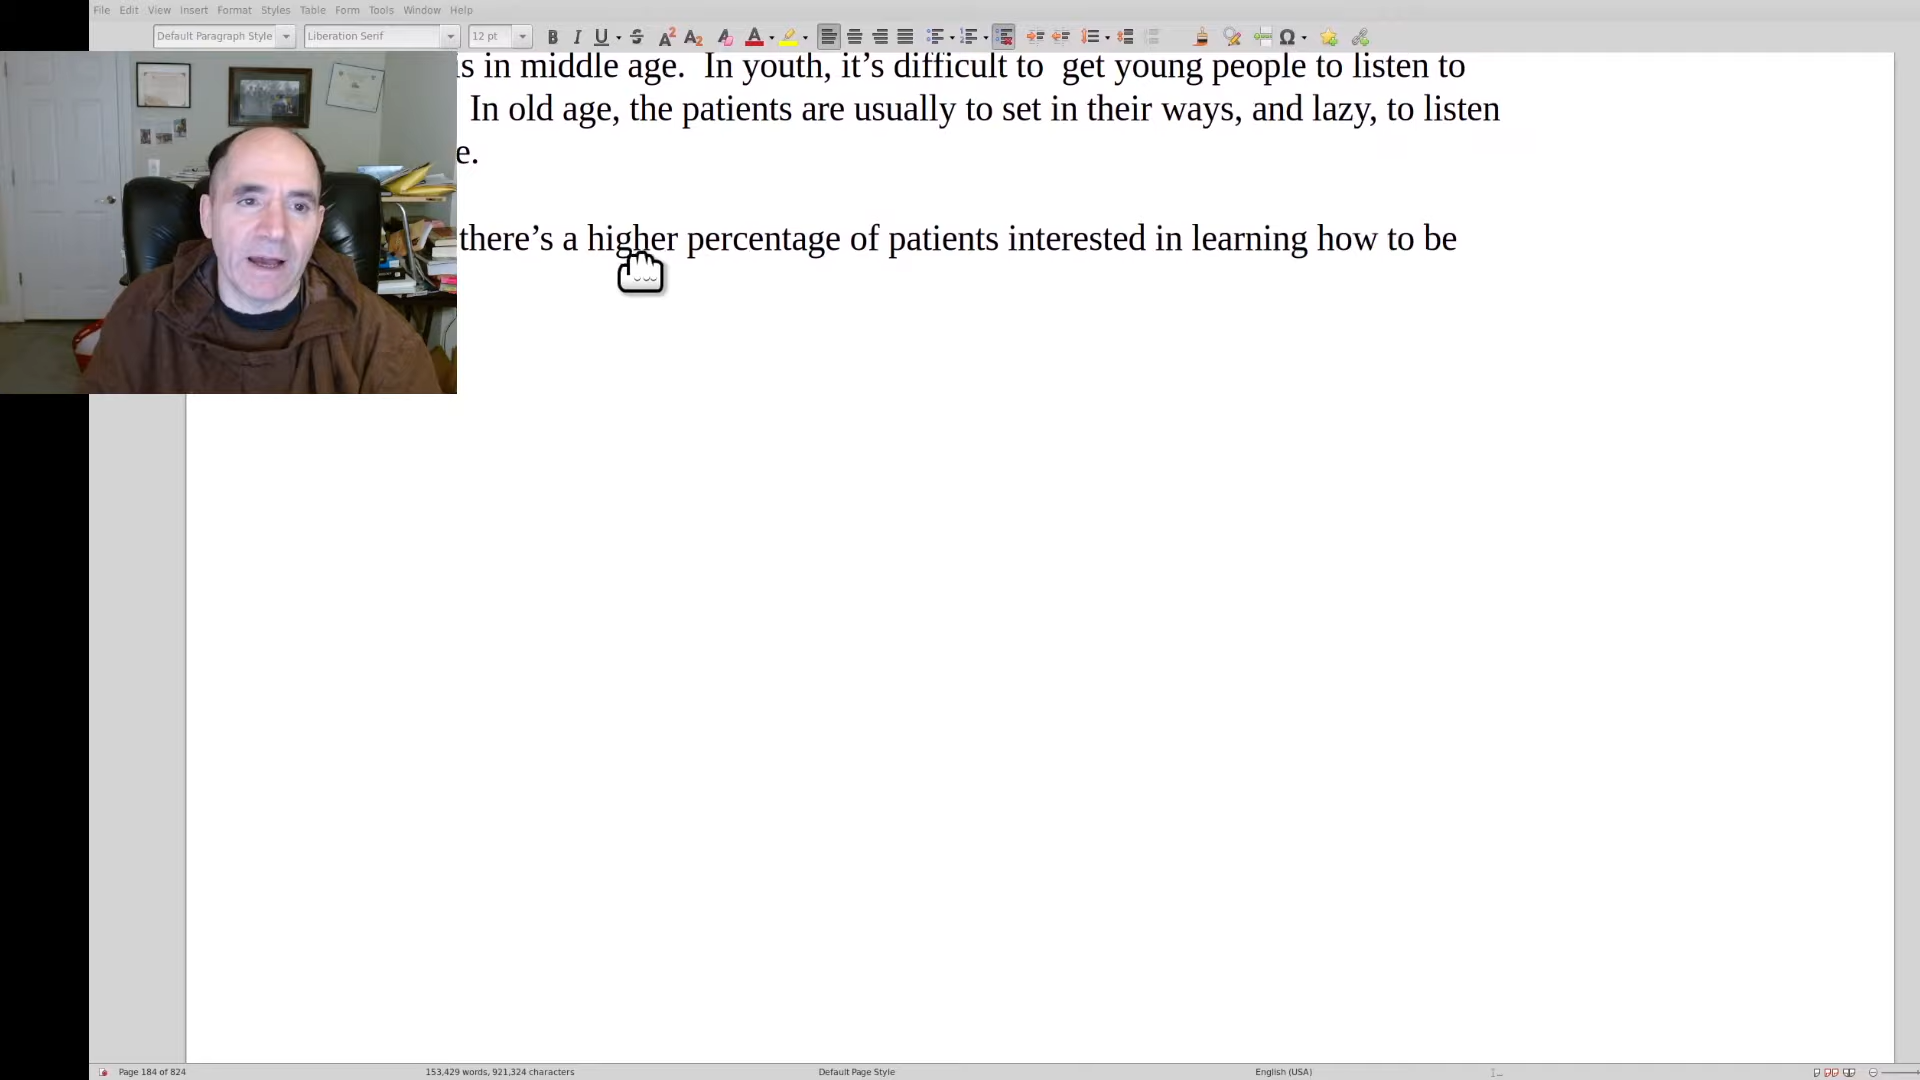 File Edit View Insert Format Styles Table Form Tools Window Help
Default Paragraph Style Liberation Serif 12 pt
is in middle age.  In youth, it’s difficult to  get young people to listen to
In old age, the patients are usually to set in their ways, and lazy, to listen
e.
there’s a higher percentage of patients interested in learning how to be
Page 184 of 824 153,429 words, 921,324 characters Default Page Style English (USA)